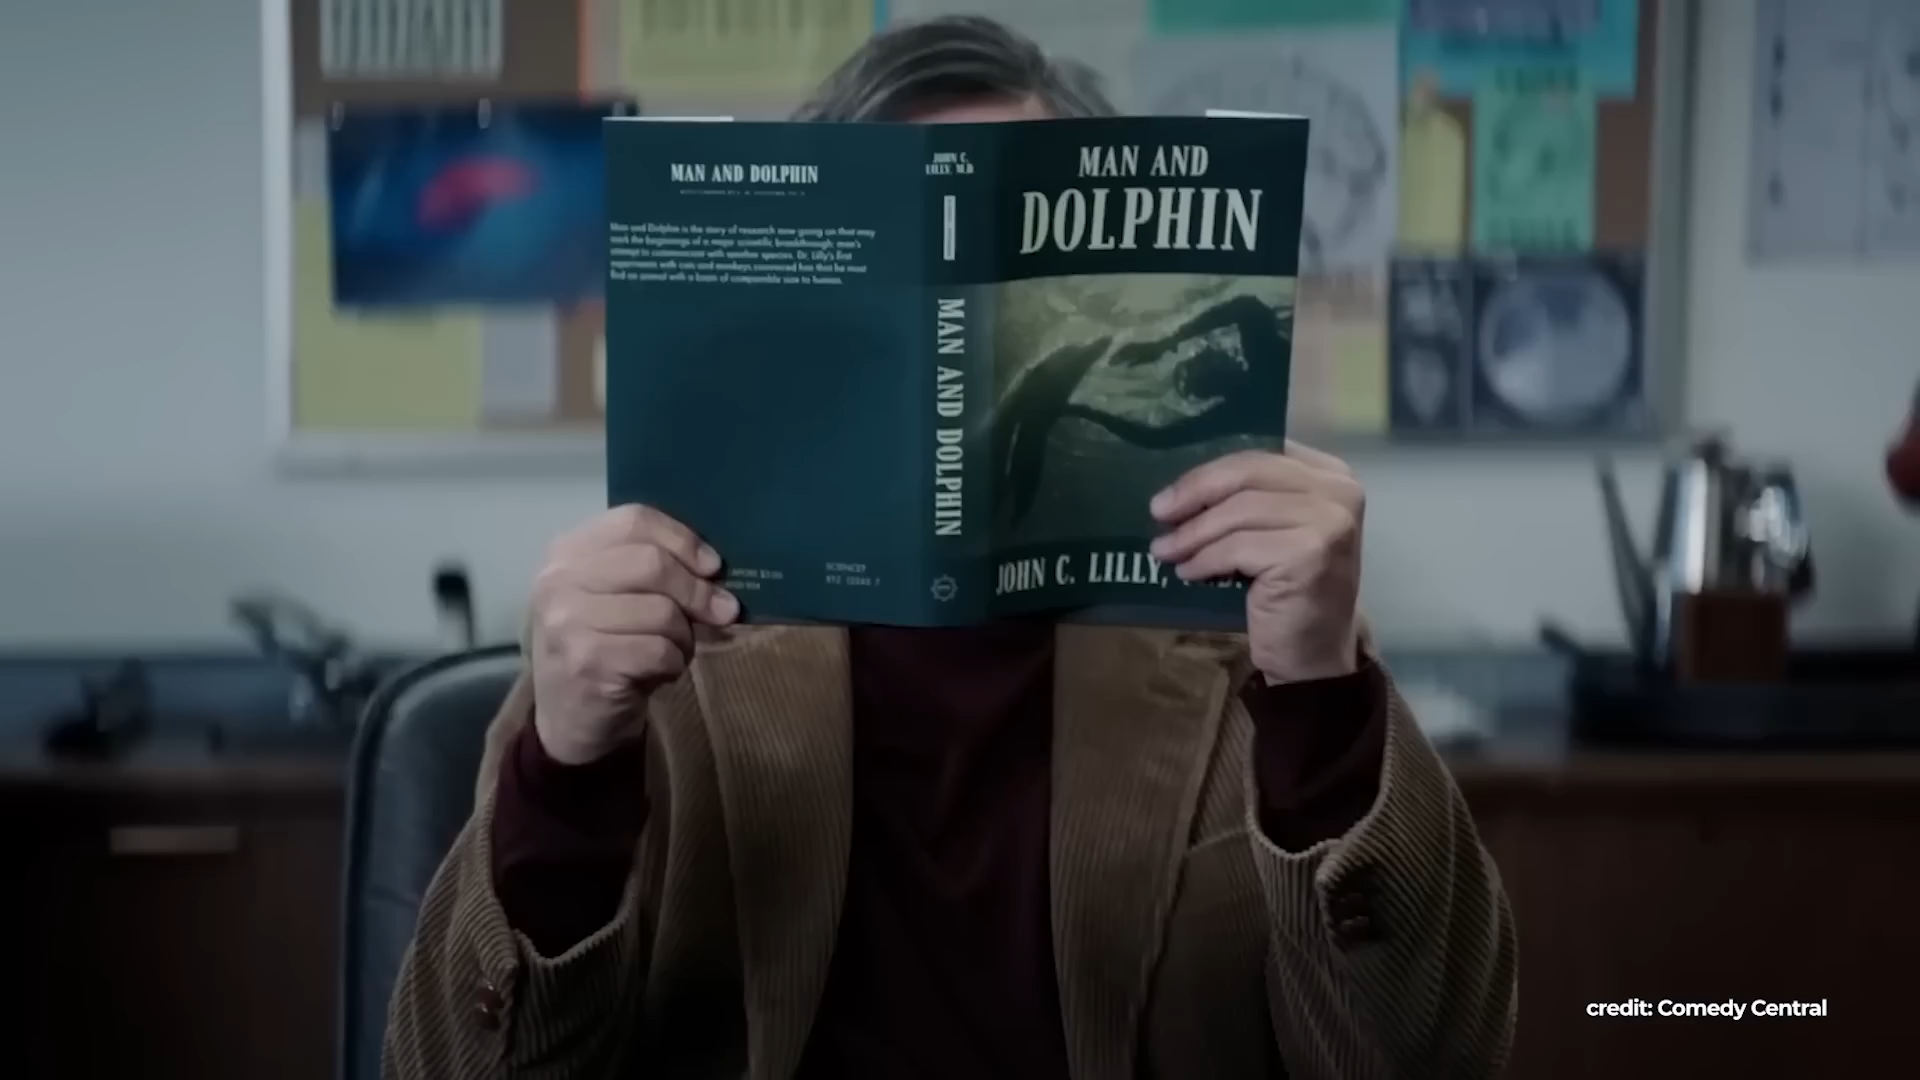 MAN AND DOLPHIN
Man and Dolphin is the story of research now going on that may
mark the beginnings of a major scientific breakthrough: man's
attempt to communicate with another species. Dr. Lilly's first
experiments with cats and monkeys convinced him that he must
find an animal with a brain of comparable size to human.
JOHN C.
LILLY, M.D.
MAN AND DOLPHIN
MAN AND
DOLPHIN
JOHN C. LILLY,
credit: Comedy Central